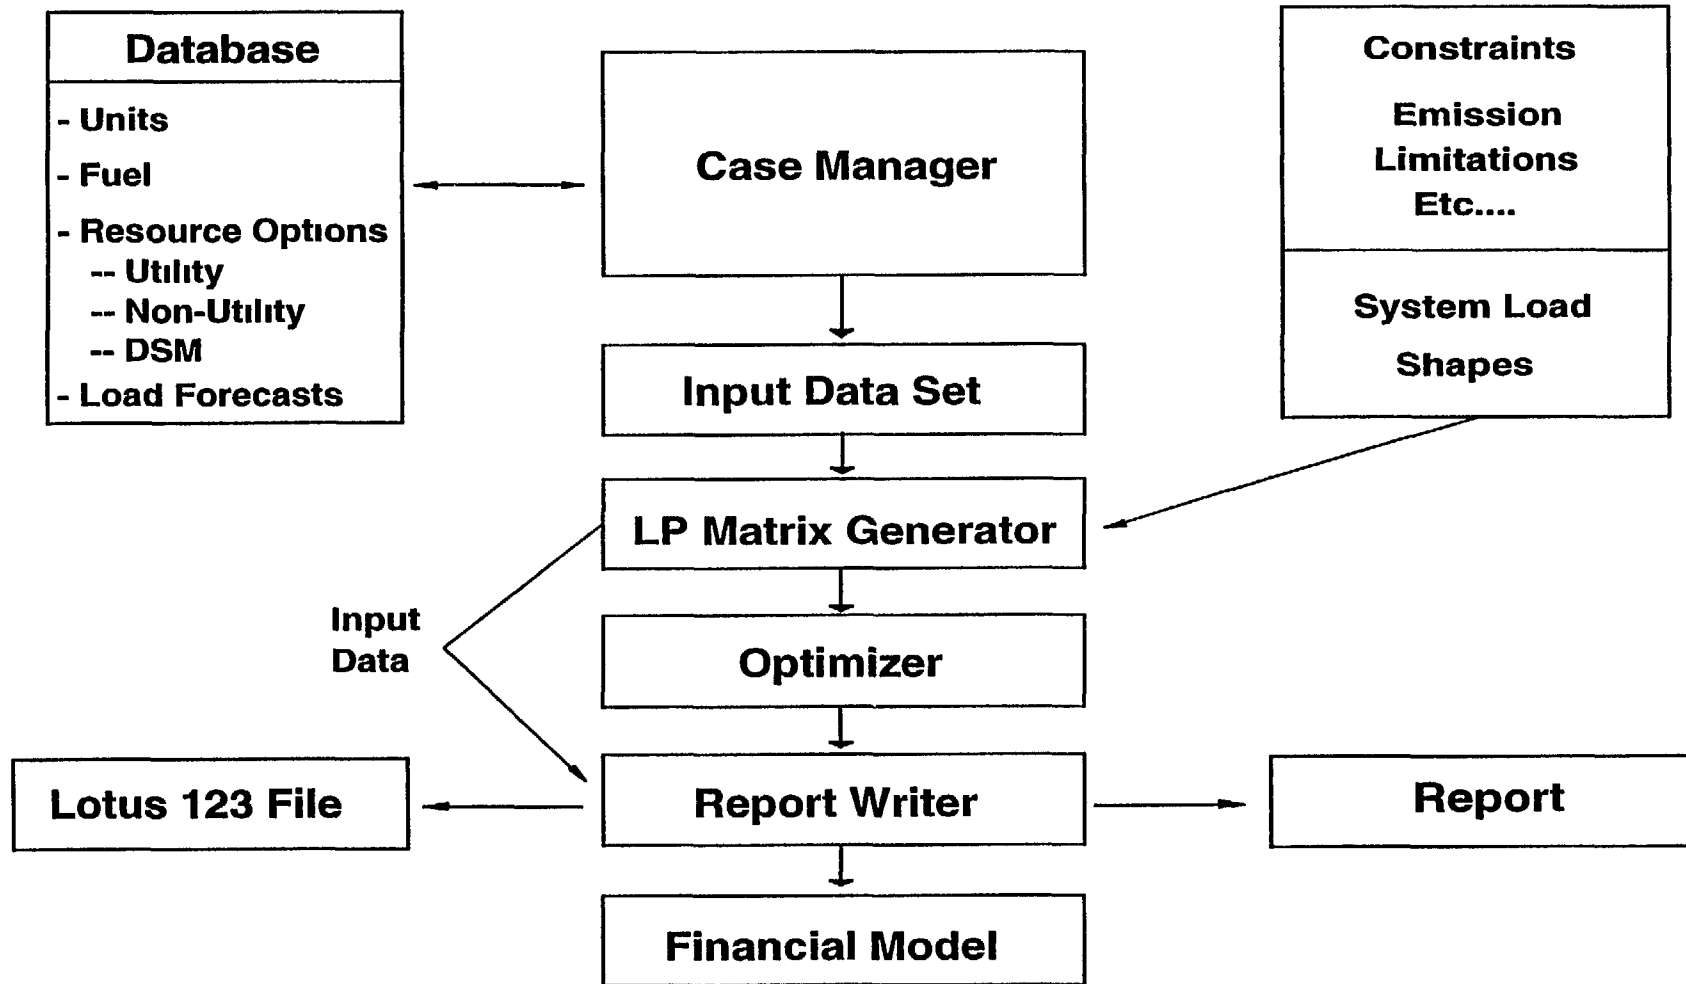 Database
- Units
- Fuel
- Resource Options
-- Utility
-- Non-Utility
-- DSM
- Load Forecasts
Case Manager
Constraints
Emission
Limitations
Etc....
System Load
Shapes
Input Data Set
LP Matrix Generator
Input
Data
Optimizer
Lotus 123 File
Report Writer
Report
Financial Model